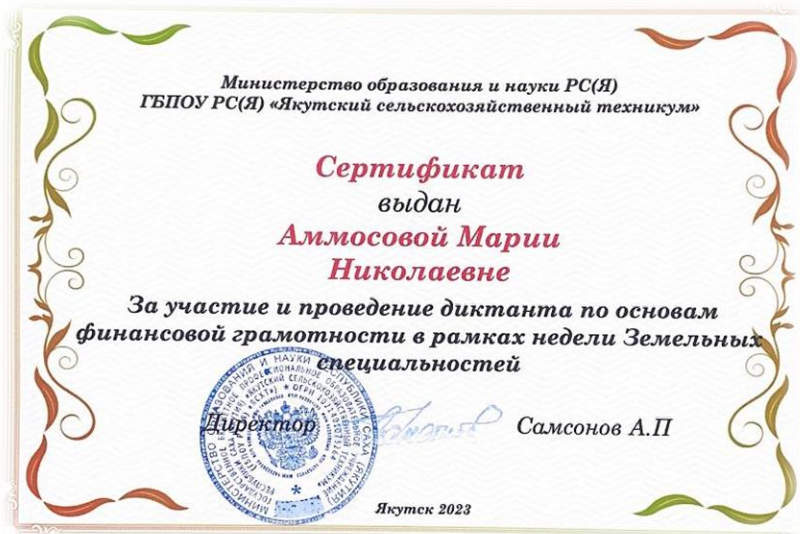 Министерство образования и науки РС(Я)
ГБПОУ РС(Я) «Якутский сельскохозяйственный техникум»
Сертификат
выдан
Аммосовой Марии
Николаевне
За участие и проведение диктанта по основам
финансовой грамотности в рамках недели Земельных
специальностей
Директор
Самсонов А.П
Якутск 2023